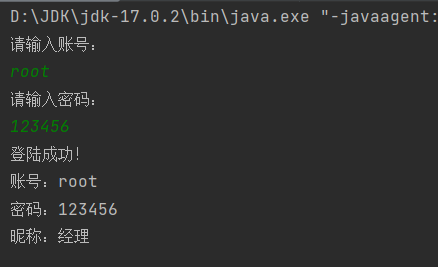 D:\JDK\jdk-17.0.2\bin\java.exe "-javaagent:
请输入账号：
root
请输入密码：
123456
登陆成功！
账号：root
密码：123456
昵称：经理